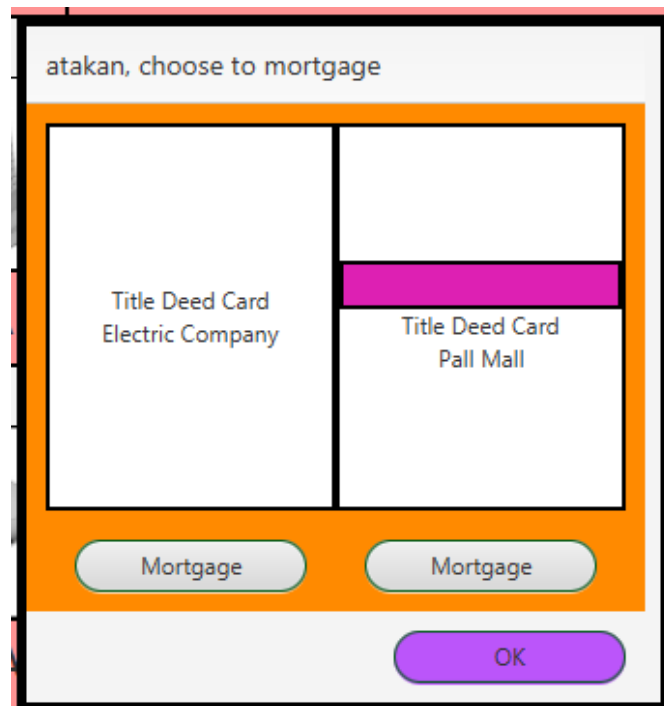 atakan, choose to mortgage
Title Deed Card
Electric Company
Title Deed Card
Pall Mall
Mortgage
Mortgage
OK